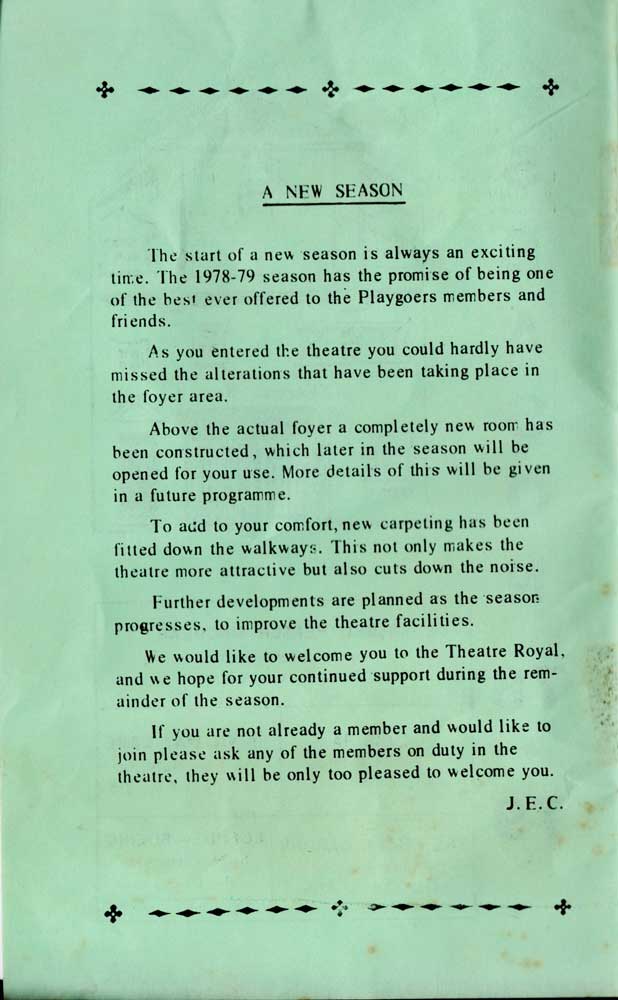 A NEW SEASON
The start of a new season is always an exciting
time. The 1978-79 season has the promise of being one
of the best ever offered to the Playgoers members and
friends.
As you entered the theatre you could hardly have
missed the alterations that have been taking place in
the foyer area.
Above the actual foyer a completely new room has
been constructed, which later in the season will be
opened for your use. More details of this will be given
in a future programme.
To add to your comfort, new carpeting has been
fitted down the walkways. This not only makes the
theatre more attractive but also cuts down the noise.
Further developments are planned as the season
progresses, to improve the theatre facilities.
We would like to welcome you to the Theatre Royal,
and we hope for your continued support during the rem-
ainder of the season.
If you are not already a member and would like to
join please ask any of the members on duty in the
theatre, they will be only too pleased to welcome you.
J. E. C.